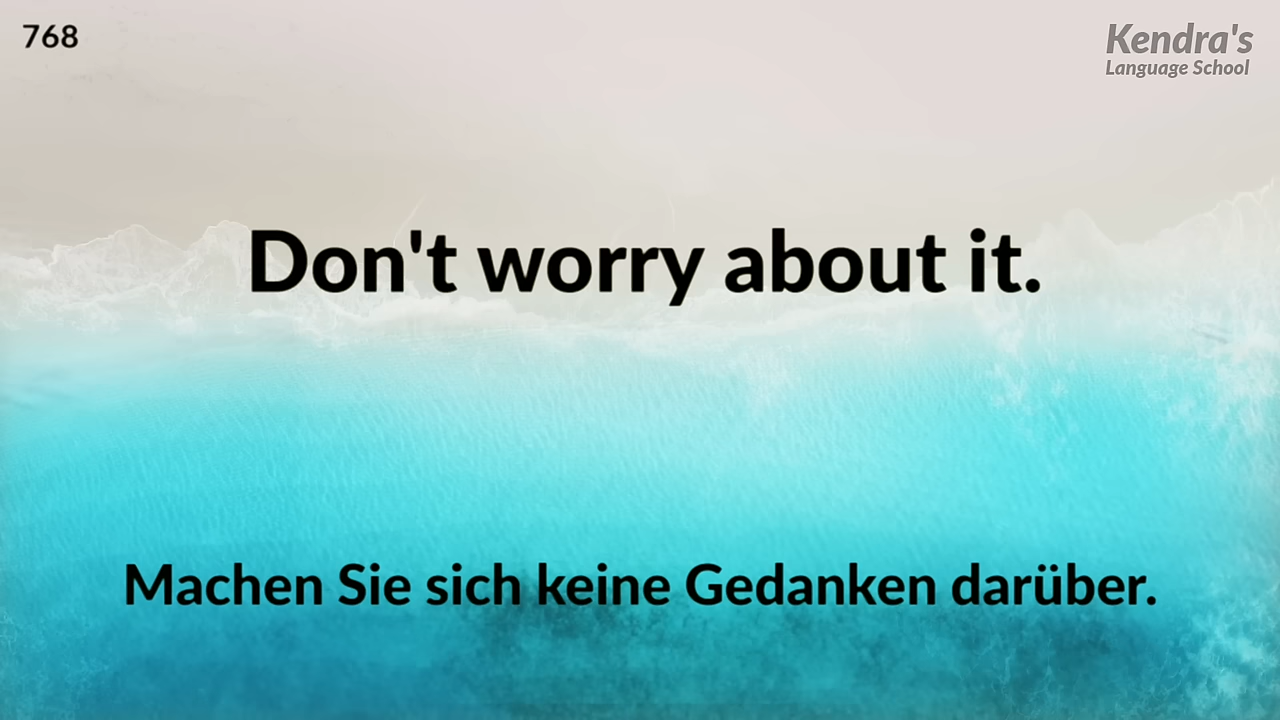 768
Kendra's
Language School
Don't worry about it.
Machen Sie sich keine Gedanken darüber.